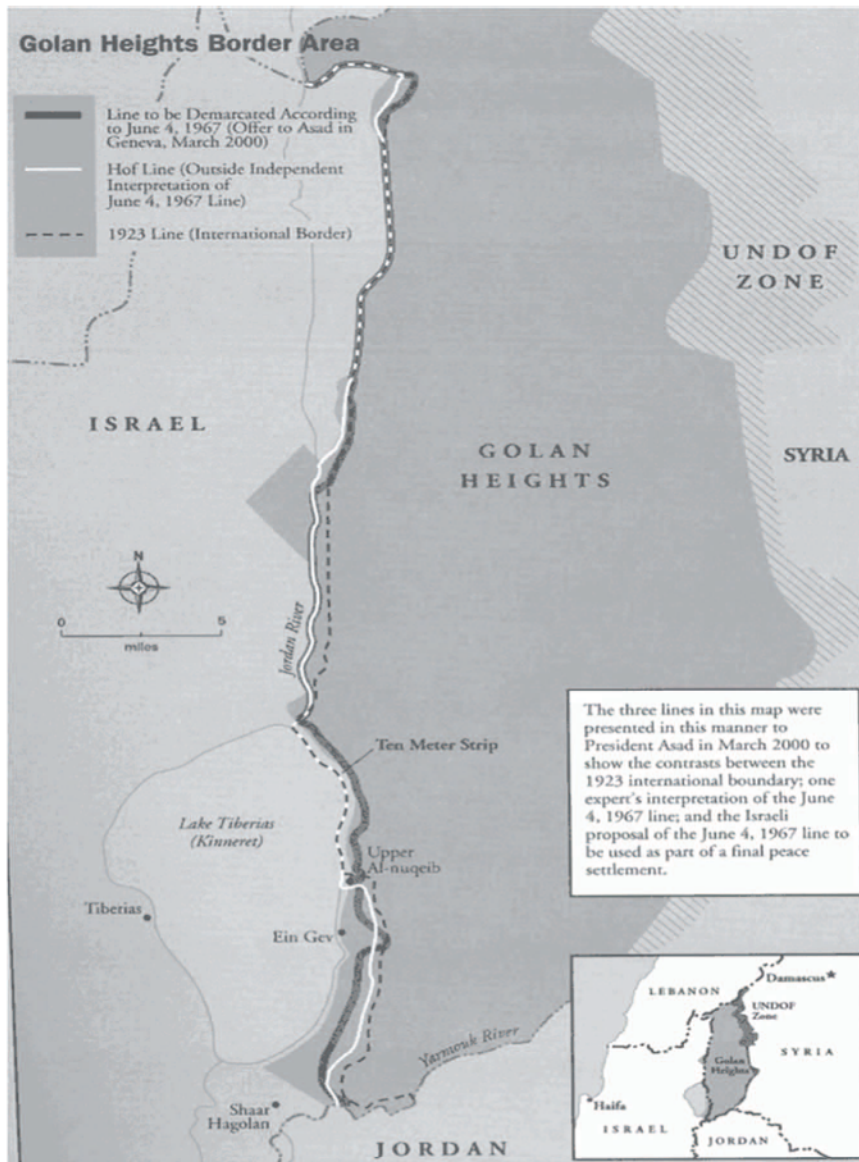 Golan Heights Border Area
Line to be Demarcated According
to June 4, 1967 (Offer to Asad in
Geneva, March 2000)
Hof Line (Outside Independent
Interpretation of
June 4, 1967 Line)
1923 Line (International Border)
UNDOF
ZONE
ISRAEL
GOLAN
HEIGHTS
SYRIA
N
0
5
miles
Jordan River
Ten Meter Strip
The three lines in this map were
presented in this manner to
President Asad in March 2000 to
show the contrasts between the
1923 international boundary; one
expert's interpretation of the June
4, 1967 line; and the Israeli
proposal of the June 4, 1967 line to
be used as part of a final peace
settlement.
Lake Tiberias
(Kinneret)
Upper
Al-nuqeib
Tiberias
Ein Gev
Yarmouk River
Shaar
Hagolan
JORDAN
Damascus
LEBANON
UNDOF
Zone
SYRIA
Golan
Heights
Haifa
ISRAEL
JORDAN